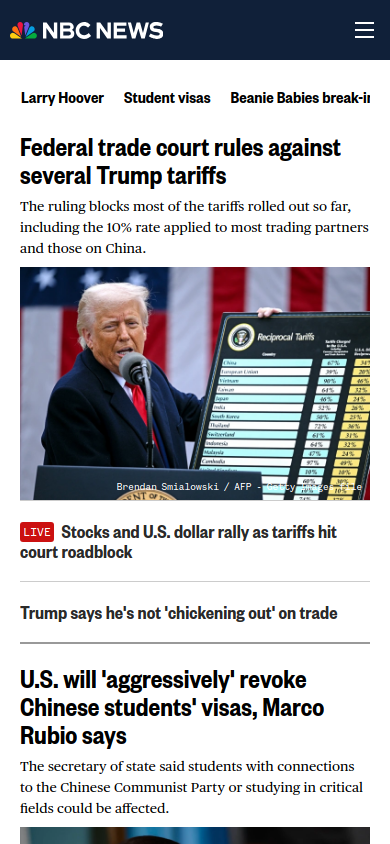 NBC NEWS
Larry Hoover Student visas Beanie Babies break-in
Federal trade court rules against
several Trump tariffs
The ruling blocks most of the tariffs rolled out so far,
including the 10% rate applied to most trading partners
and those on China.
Reciprocal Tariffs
Country
China 67% 34%
European Union 39% 20%
Vietnam 90% 46%
Taiwan 64% 32%
Japan 46% 24%
India 52% 26%
South Korea 50% 25%
Thailand 72% 36%
Switzerland 61% 31%
Indonesia 64% 32%
Malaysia 47% 24%
Cambodia 97% 49%
Brendan Smialowski / AFP - Getty Images file
LIVE Stocks and U.S. dollar rally as tariffs hit
court roadblock
Trump says he's not 'chickening out' on trade
U.S. will 'aggressively' revoke
Chinese students' visas, Marco
Rubio says
The secretary of state said students with connections
to the Chinese Communist Party or studying in critical
fields could be affected.